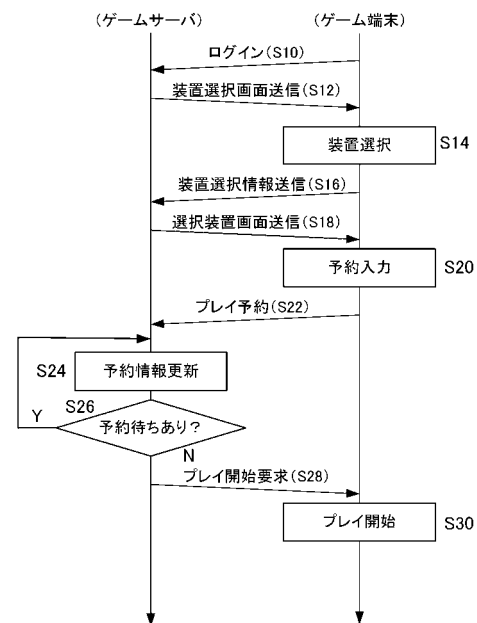 (ゲームサーバ) (ゲーム端末)
ログイン(S10)
装置選択画面送信(S12)
装置選択 S14
装置選択情報送信(S16)
選択装置画面送信(S18)
予約入力 S20
プレイ予約(S22)
S24 予約情報更新
S26
Y 予約待ちあり?
N
プレイ開始要求(S28)
プレイ開始 S30